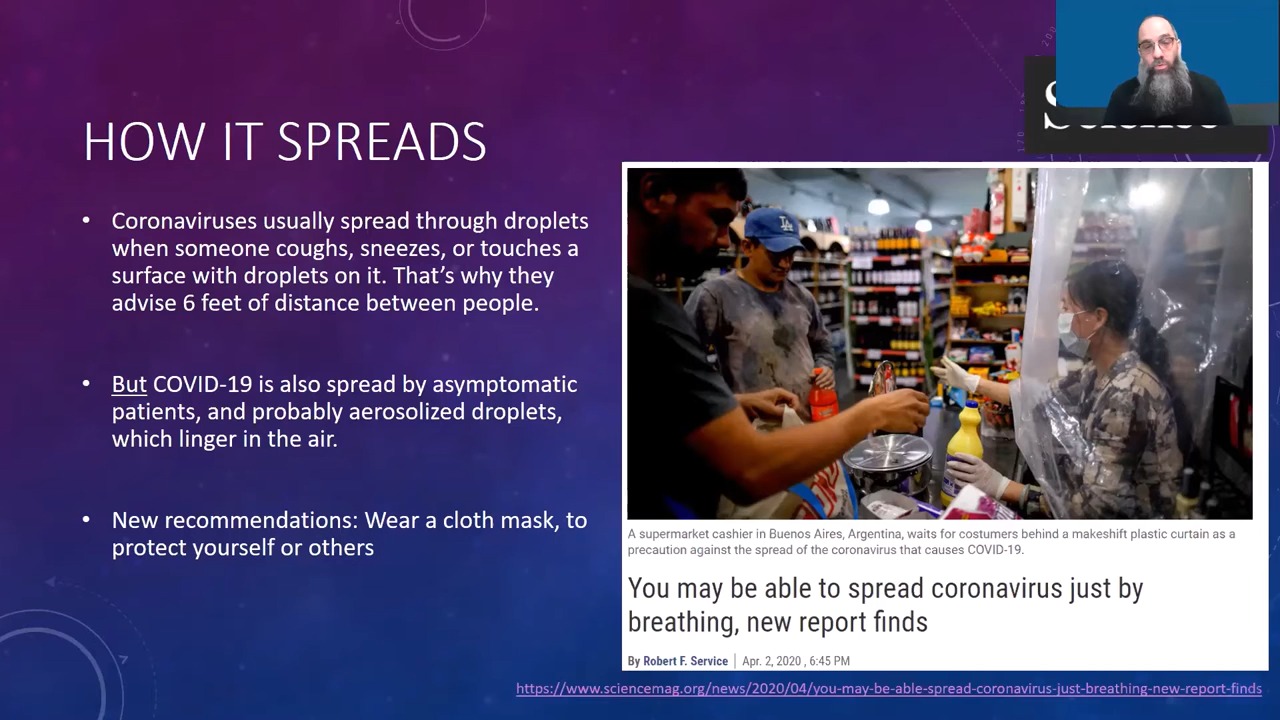 HOW IT SPREADS
• Coronaviruses usually spread through droplets
when someone coughs, sneezes, or touches a
surface with droplets on it. That’s why they
advise 6 feet of distance between people.
• But COVID-19 is also spread by asymptomatic
patients, and probably aerosolized droplets,
which linger in the air.
• New recommendations: Wear a cloth mask, to
protect yourself or others
LA
A supermarket cashier in Buenos Aires, Argentina, waits for costumers behind a makeshift plastic curtain as a
precaution against the spread of the coronavirus that causes COVID-19.
You may be able to spread coronavirus just by
breathing, new report finds
By Robert F. Service | Apr. 2, 2020 , 6:45 PM
https://www.sciencemag.org/news/2020/04/you-may-be-able-spread-coronavirus-just-breathing-new-report-finds